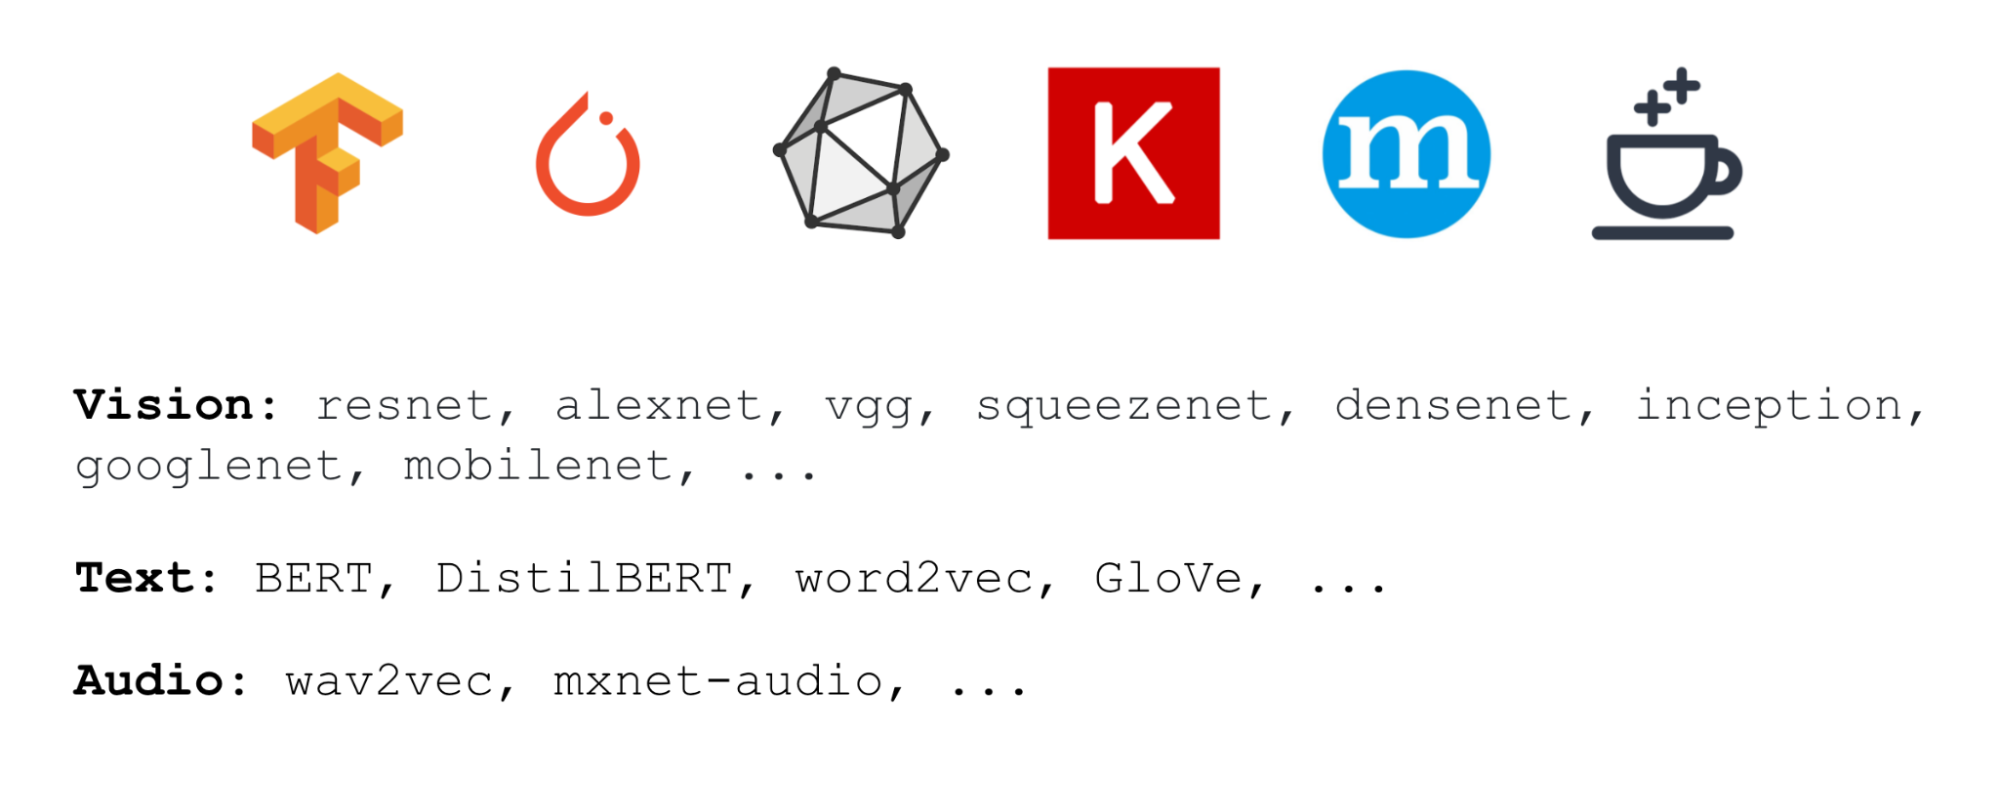 K
m
Vision: resnet, alexnet, vgg, squeezenet, densenet, inception,
googlenet, mobilenet, ...
Text: BERT, DistilBERT, word2vec, GloVe, ...
Audio: wav2vec, mxnet-audio, ...